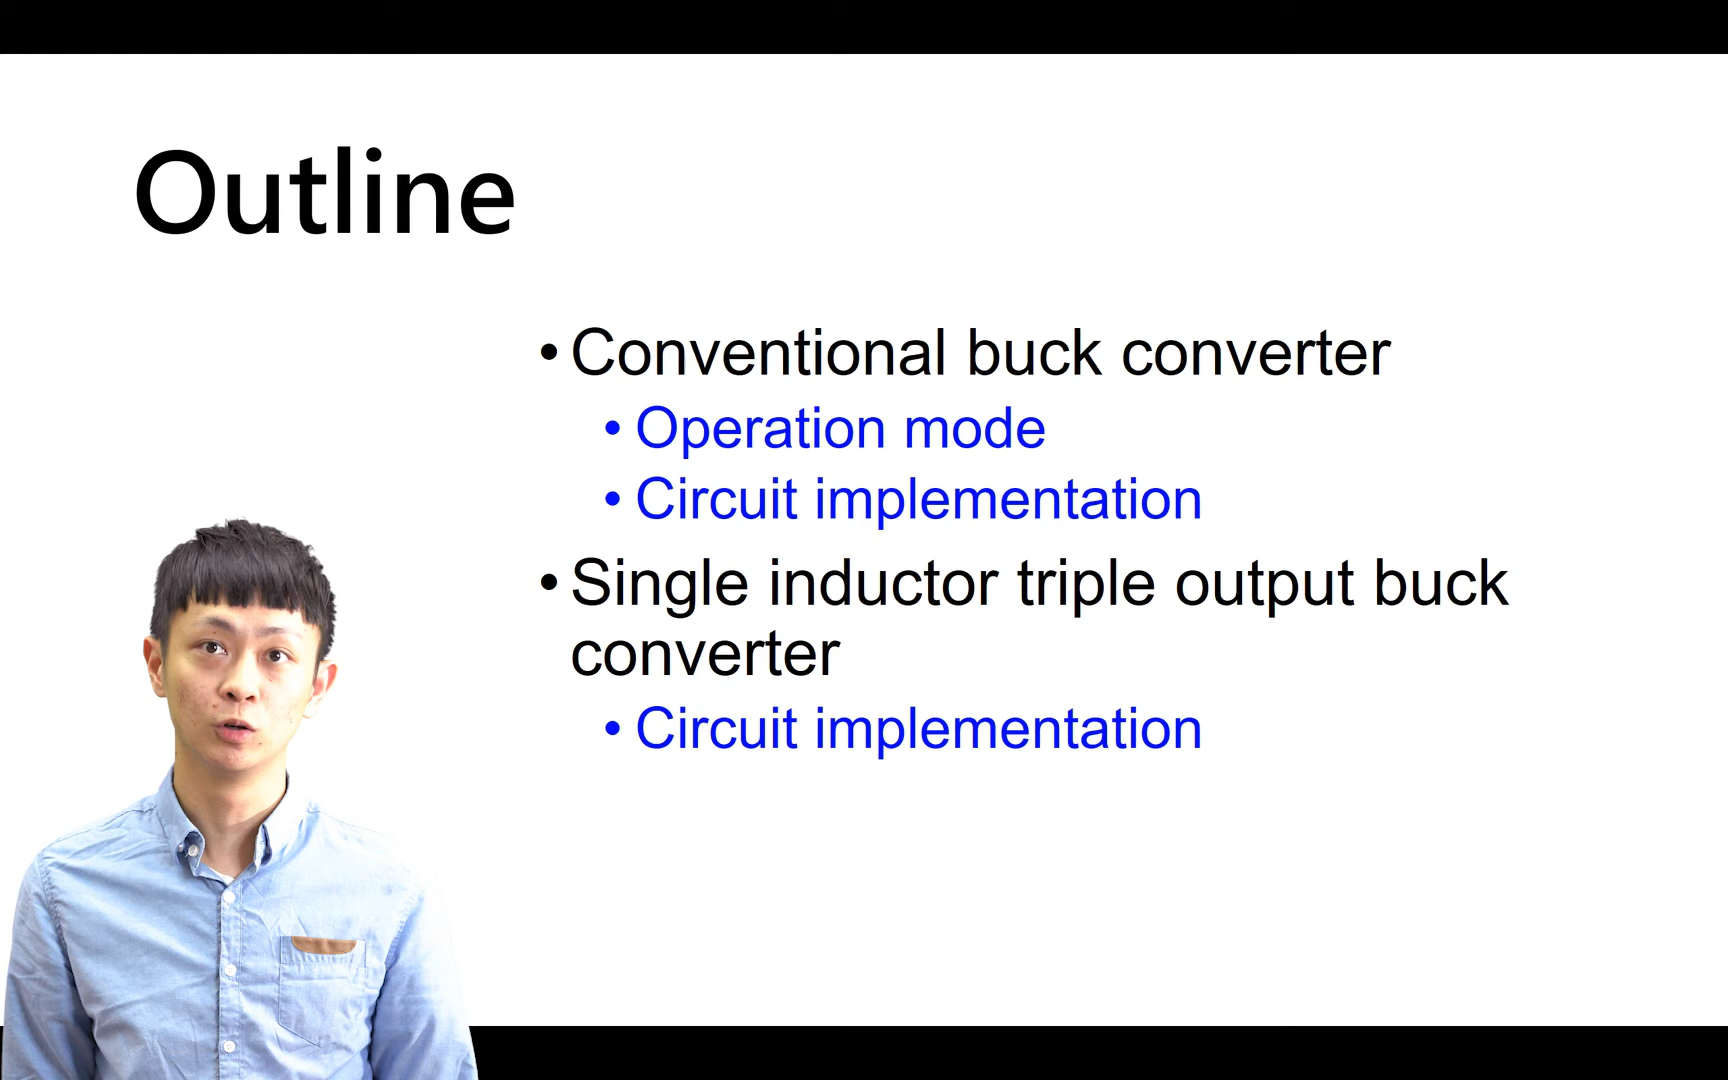 Outline
• Conventional buck converter
• Operation mode
• Circuit implementation
• Single inductor triple output buck
converter
• Circuit implementation